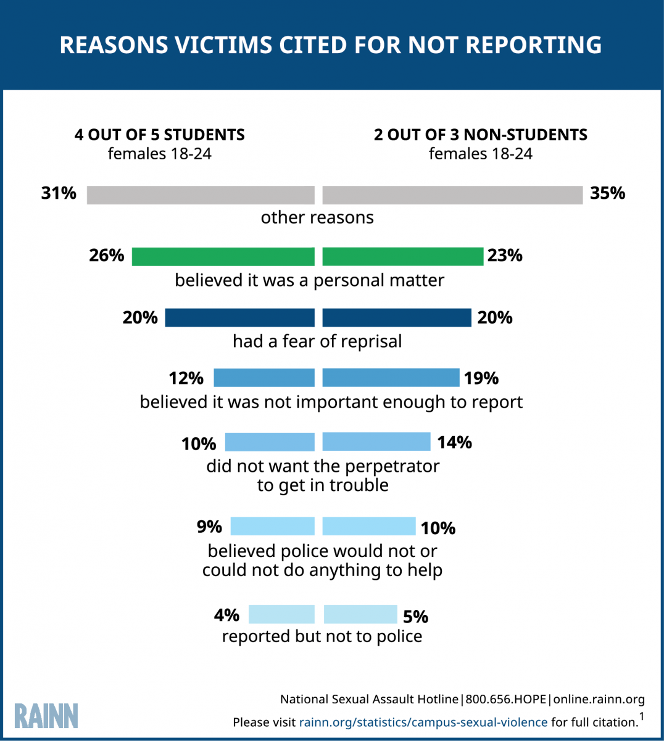 REASONS VICTIMS CITED FOR NOT REPORTING
4 OUT OF 5 STUDENTS
females 18-24
2 OUT OF 3 NON-STUDENTS
females 18-24
31%
35%
other reasons
26%
23%
believed it was a personal matter
20%
20%
had a fear of reprisal
12%
19%
believed it was not important enough to report
10%
14%
did not want the perpetrator
to get in trouble
9%
10%
believed police would not or
could not do anything to help
4%
5%
reported but not to police
RAINN
National Sexual Assault Hotline|800.656.HOPE|online.rainn.org
Please visit rainn.org/statistics/campus-sexual-violence for full citation.1